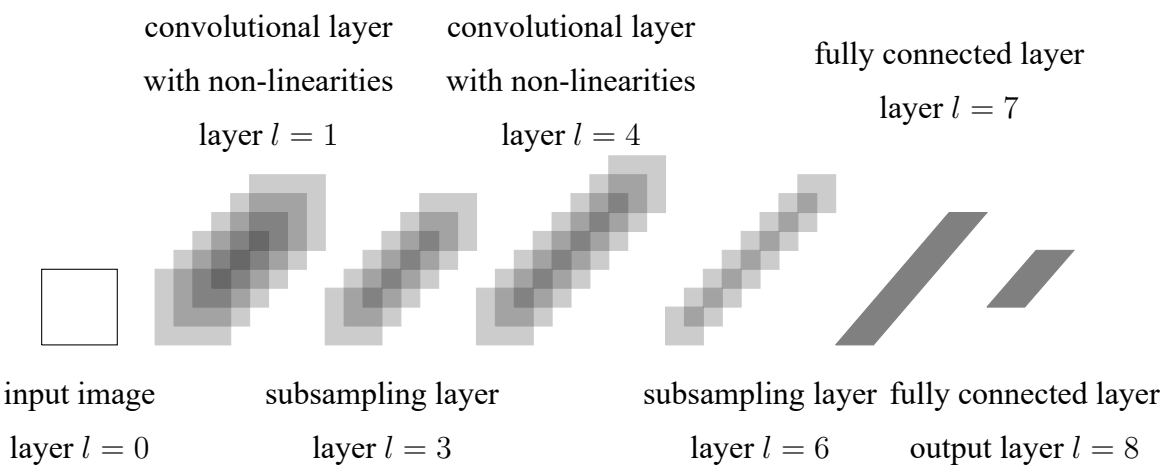 convolutional layer
with non-linearities
layer l = 1
convolutional layer
with non-linearities
layer l = 4
fully connected layer
layer l = 7
input image
layer l = 0
subsampling layer
layer l = 3
subsampling layer
layer l = 6
fully connected layer
output layer l = 8